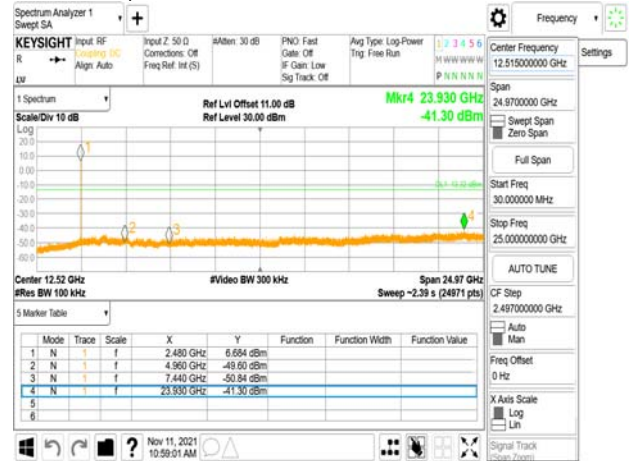 Spectrum Analyzer 1
Swept SA
Frequency
KEYSIGHT
R
Input: RF
Coupling: DC
Align: Auto
Input Z: 50 Ω
Corrections: Off
Freq Ref: Int (S)
#Atten: 30 dB
PNO: Fast
Gate: Off
IF Gain: Low
Sig Track: Off
Avg Type: Log-Power
Trig: Free Run
1 2 3 4 5 6
M W W W W W
P N N N N N
Center Frequency
12.515000000 GHz
Settings
Span
24.9700000 GHz
Swept Span
Zero Span
Full Span
Start Freq
30.000000 MHz
Stop Freq
25.000000000 GHz
AUTO TUNE
CF Step
2.497000000 GHz
Auto
Man
Freq Offset
0 Hz
X Axis Scale
Log
Lin
Signal Track
(Span Zoom)
LXI
1 Spectrum
Scale/Div 10 dB
Ref Lvl Offset 11.00 dB
Ref Level 30.00 dBm
Mkr4 23.930 GHz
-41.30 dBm
Log
20.0
10.0
0.00
-10.0
-20.0
-30.0
-40.0
-50.0
-60.0
1
2
3
4
Center 12.52 GHz
#Res BW 100 kHz
#Video BW 300 kHz
Span 24.97 GHz
Sweep ~2.39 s (24971 pts)
5 Marker Table
Mode Trace Scale X Y Function Function Width Function Value
1 N 1 f 2.480 GHz 6.684 dBm
2 N 1 f 4.960 GHz -49.60 dBm
3 N 1 f 7.440 GHz -50.84 dBm
4 N 1 f 23.930 GHz -41.30 dBm
5
6
?
Nov 11, 2021
10:59:01 AM